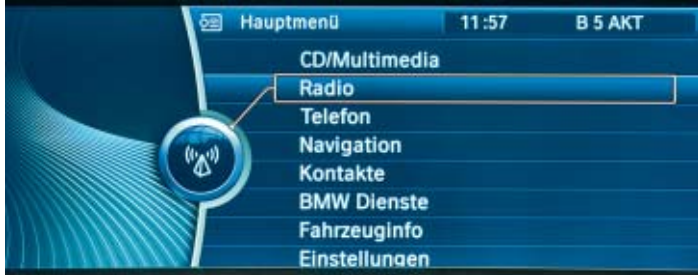 Hauptmenü 11:57 B 5 AKT
CD/Multimedia
Radio
Telefon
Navigation
Kontakte
BMW Dienste
Fahrzeuginfo
Einstellungen